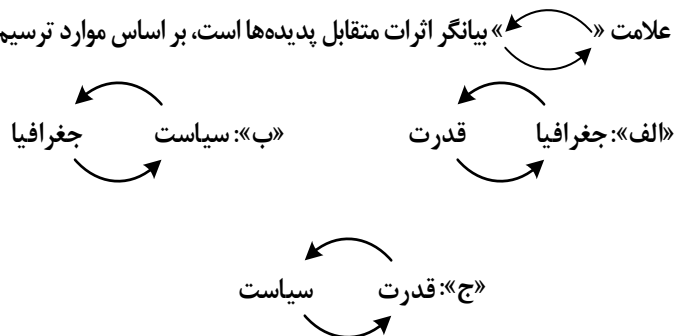 علامت «» بیانگر اثرات متقابل پدیده‌ها است، بر اساس موارد ترسیم
«الف»: جغرافیا قدرت «ب»: سیاست جغرافیا
«ج»: قدرت سیاست